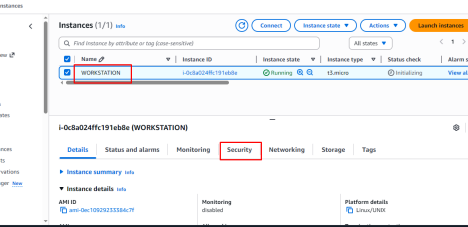 nstances
Instances (1/1) Info
Connect
Instance state ▼
Actions ▼
Launch instances
Find Instance by attribute or tag (case-sensitive)
All states ▼
1
Name
Instance ID
Instance state
Instance type
Status check
Alarm s
WORKSTATION
i-0c8a024ffc191eb8e
Running
t3.micro
Initializing
View al
ew
ates
nces
ts
rvations
ger New
i-0c8a024ffc191eb8e (WORKSTATION)
Details
Status and alarms
Monitoring
Security
Networking
Storage
Tags
Instance summary Info
Instance details Info
AMI ID
Monitoring
Platform details
ami-0ec10929233384c7f
disabled
Linux/UNIX